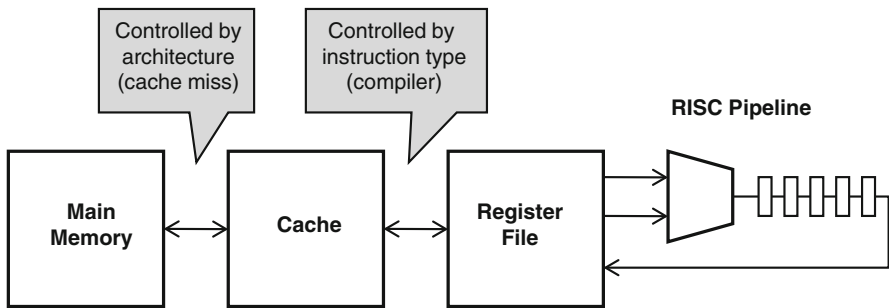 Controlled by
architecture
(cache miss)
Controlled by
instruction type
(compiler)
RISC Pipeline
Main
Memory
Cache
Register
File